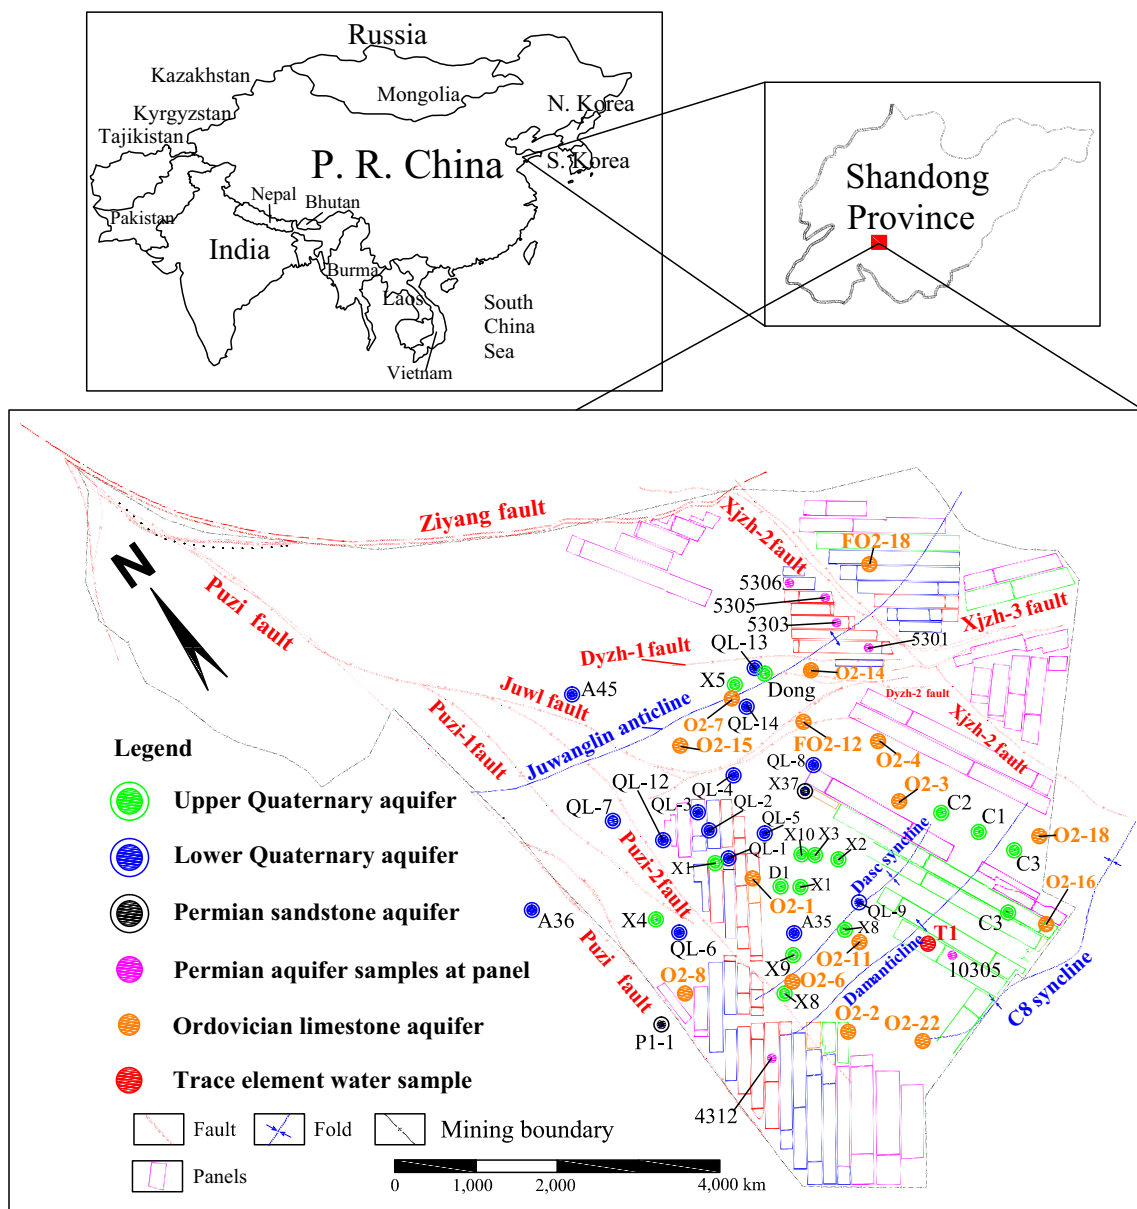 Russia
Kazakhstan
Mongolia
Kyrgyzstan
N. Korea
Tajikistan
P. R. China
S. Korea
Nepal
Bhutan
Pakistan
India
Burma
Laos
South
China
Sea
Vietnam
Shandong
Province
Ziyang fault
Xjzh-2 fault
FO2-18
N
Puzi fault
5306
5305
5303
5301
Xjzh-3 fault
Dyzh-1 fault
QL-13
O2-14
Juwl fault
A45
X5
Dong
Dyzh-2 fault
Puzi-1 fault
Juwanglin anticline
O2-7
QL-14
O2-15
FO2-12
O2-4
Xjzh-2 fault
Legend
QL-12
QL-4
QL-8
X37
O2-3
Upper Quaternary aquifer
QL-7
QL-3
QL-2
QL-5
C2
C1
O2-18
Lower Quaternary aquifer
Puzi-2 fault
X1
QL-1
X10
X3
X2
Dasc syncline
C3
D1
X1
O2-1
O2-16
Permian sandstone aquifer
A36
X4
QL-6
A35
QL-9
X8
C3
T1
Permian aquifer samples at panel
Puzi fault
O2-8
X9
O2-11
10305
O2-6
X8
Damanticline
C8 syncline
Ordovician limestone aquifer
P1-1
O2-2
O2-22
Trace element water sample
4312
Fault
Fold
Mining boundary
Panels
0
1,000
2,000
4,000 km